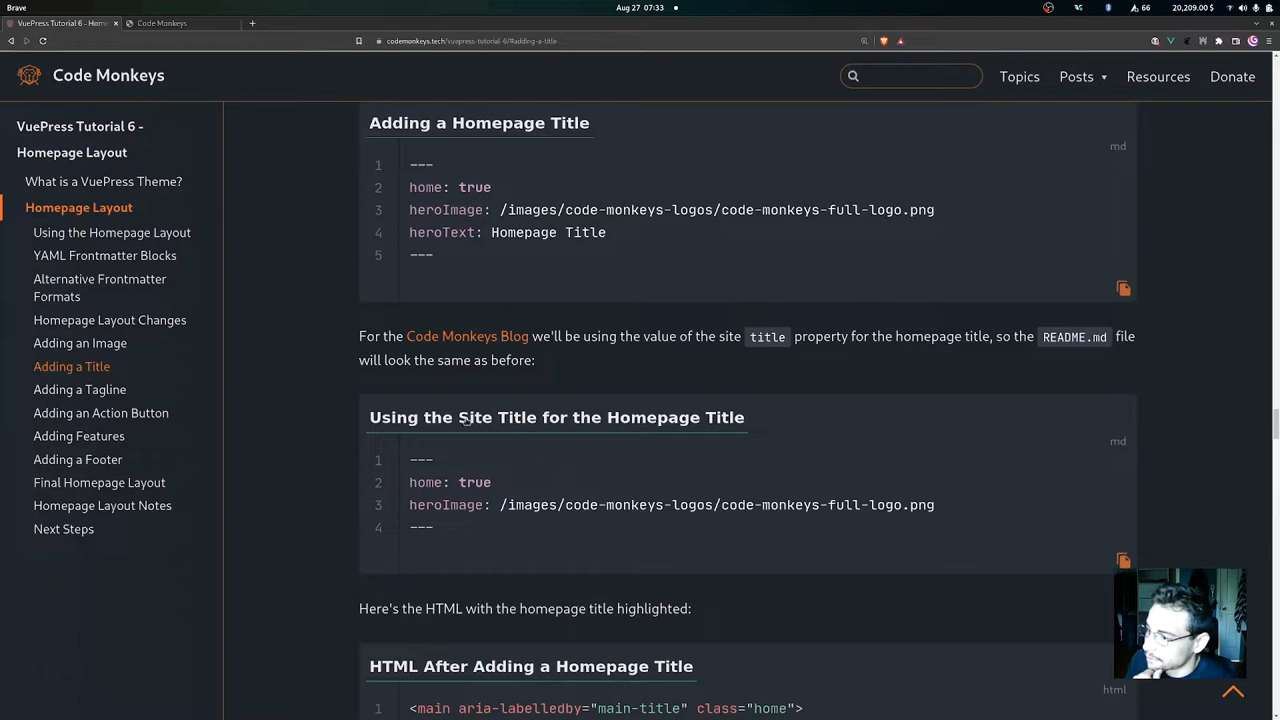 Brave
Aug 27 07:33
66
20,209.00 $
VuePress Tutorial 6 - Hom
Code Monkeys
codemonkeys.tech/vuepress-tutorial-6/#adding-a-title
Code Monkeys
Topics
Posts
Resources
Donate
VuePress Tutorial 6 -
Homepage Layout
What is a VuePress Theme?
Homepage Layout
Using the Homepage Layout
YAML Frontmatter Blocks
Alternative Frontmatter
Formats
Homepage Layout Changes
Adding an Image
Adding a Title
Adding a Tagline
Adding an Action Button
Adding Features
Adding a Footer
Final Homepage Layout
Homepage Layout Notes
Next Steps
Adding a Homepage Title
md
1 ---
2 home: true
3 heroImage: /images/code-monkeys-logos/code-monkeys-full-logo.png
4 heroText: Homepage Title
5 ---
For the Code Monkeys Blog we'll be using the value of the site title property for the homepage title, so the README.md file
will look the same as before:
Using the Site Title for the Homepage Title
md
1 ---
2 home: true
3 heroImage: /images/code-monkeys-logos/code-monkeys-full-logo.png
4 ---
Here's the HTML with the homepage title highlighted:
HTML After Adding a Homepage Title
html
1 <main aria-labelledby="main-title" class="home">